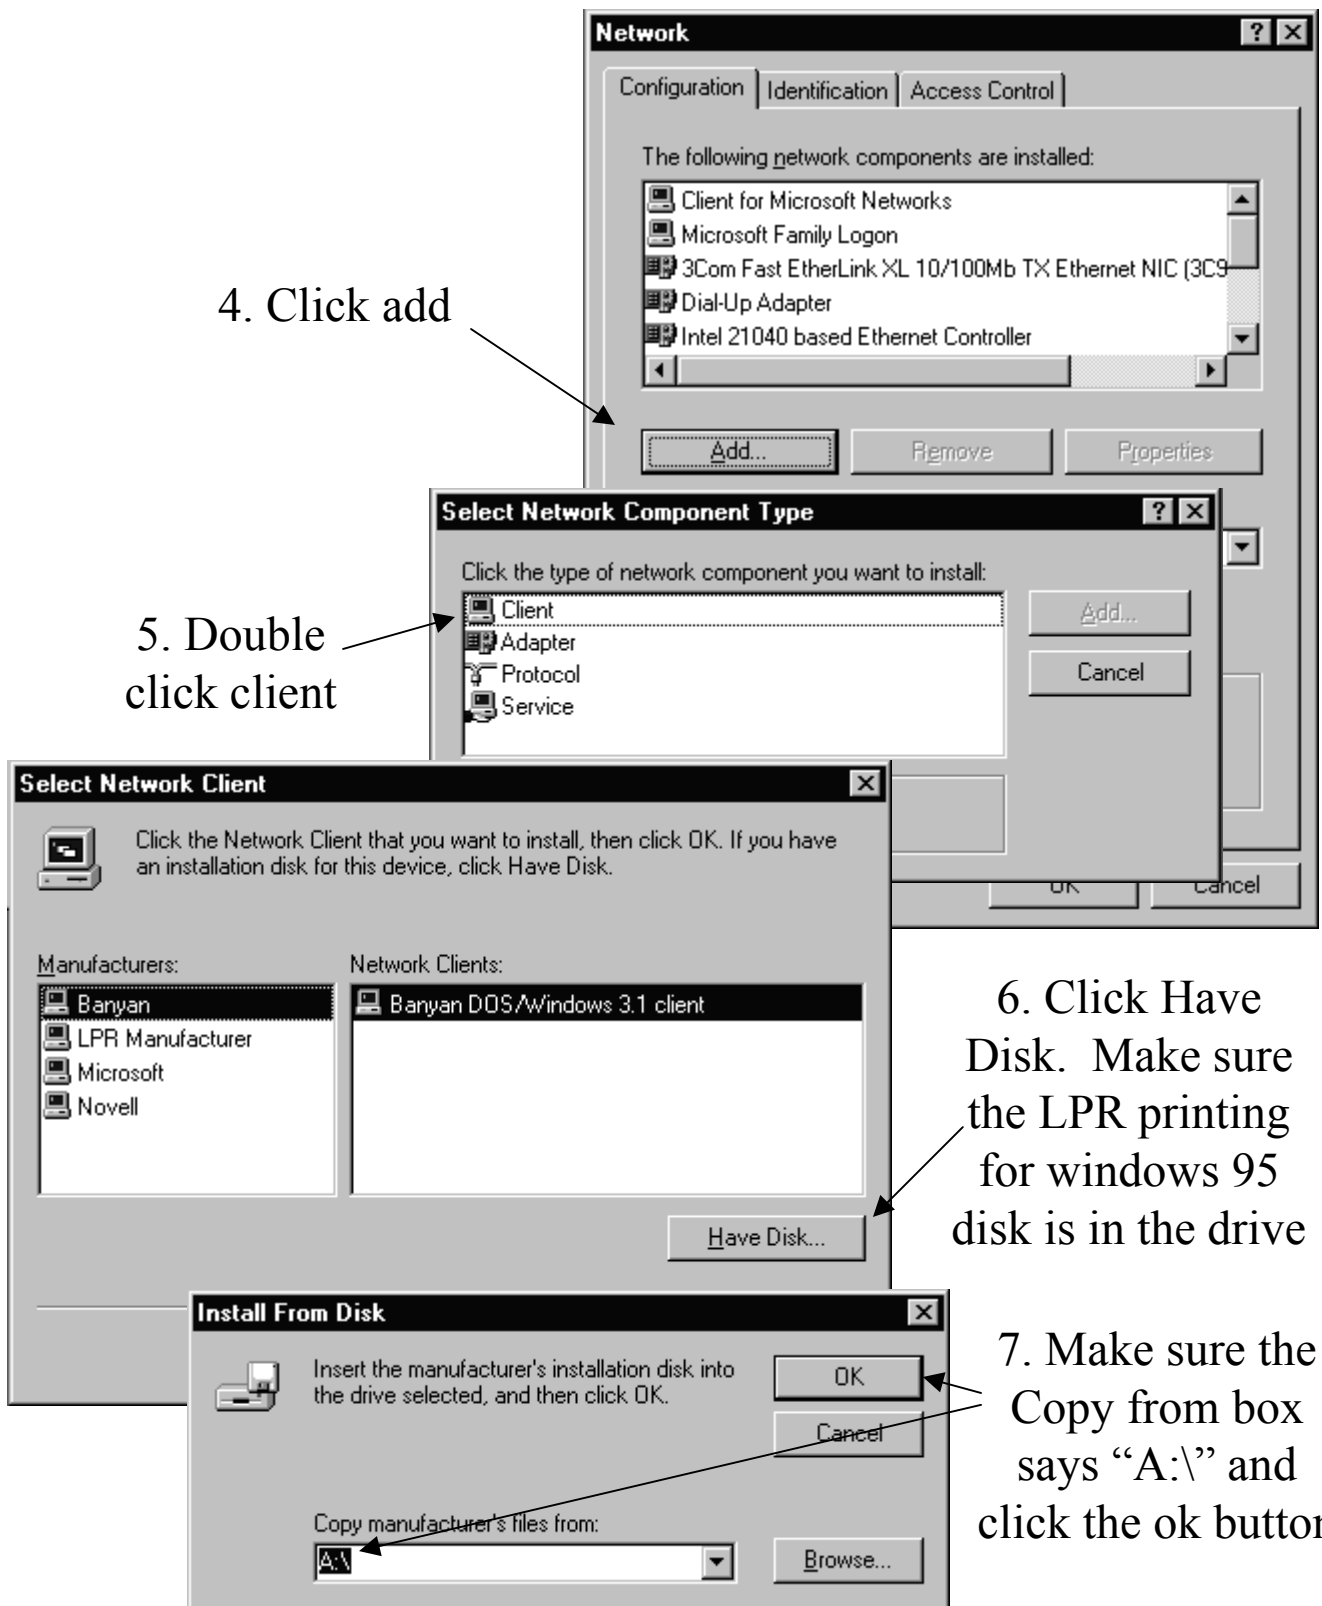 Network
Configuration Identification Access Control
The following network components are installed:
Client for Microsoft Networks
Microsoft Family Logon
3Com Fast EtherLink XL 10/100Mb TX Ethernet NIC (3C9
Dial-Up Adapter
Intel 21040 based Ethernet Controller
4. Click add
Add... Remove Properties
Select Network Component Type
Click the type of network component you want to install:
Client
Adapter
Protocol
Service
Add...
Cancel
5. Double
click client
OK Cancel
Select Network Client
Click the Network Client that you want to install, then click OK. If you have
an installation disk for this device, click Have Disk.
Manufacturers:
Banyan
LPR Manufacturer
Microsoft
Novell
Network Clients:
Banyan DOS/Windows 3.1 client
Have Disk...
6. Click Have
Disk. Make sure
the LPR printing
for windows 95
disk is in the drive
Install From Disk
Insert the manufacturer's installation disk into
the drive selected, and then click OK.
OK
Cancel
Copy manufacturer's files from:
A:\
Browse...
7. Make sure the
Copy from box
says “A:\” and
click the ok button